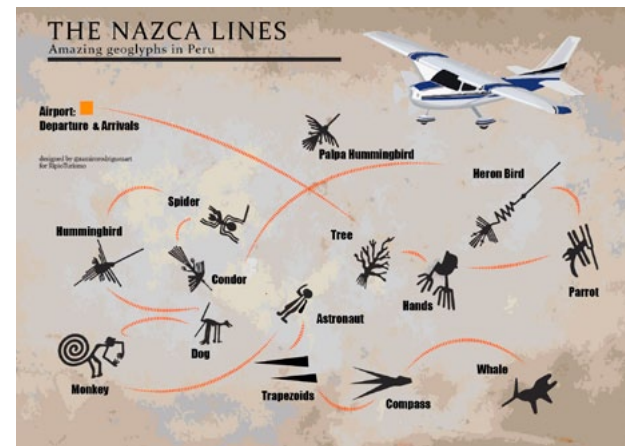 THE NAZCA LINES
Amazing geoglyphs in Peru
Airport:
Departure & Arrivals
Palpa Hummingbird
Heron Bird
Spider
Hummingbird
Tree
Condor
Parrot
Hands
Astronaut
Dog
Whale
Monkey
Trapezoids
Compass